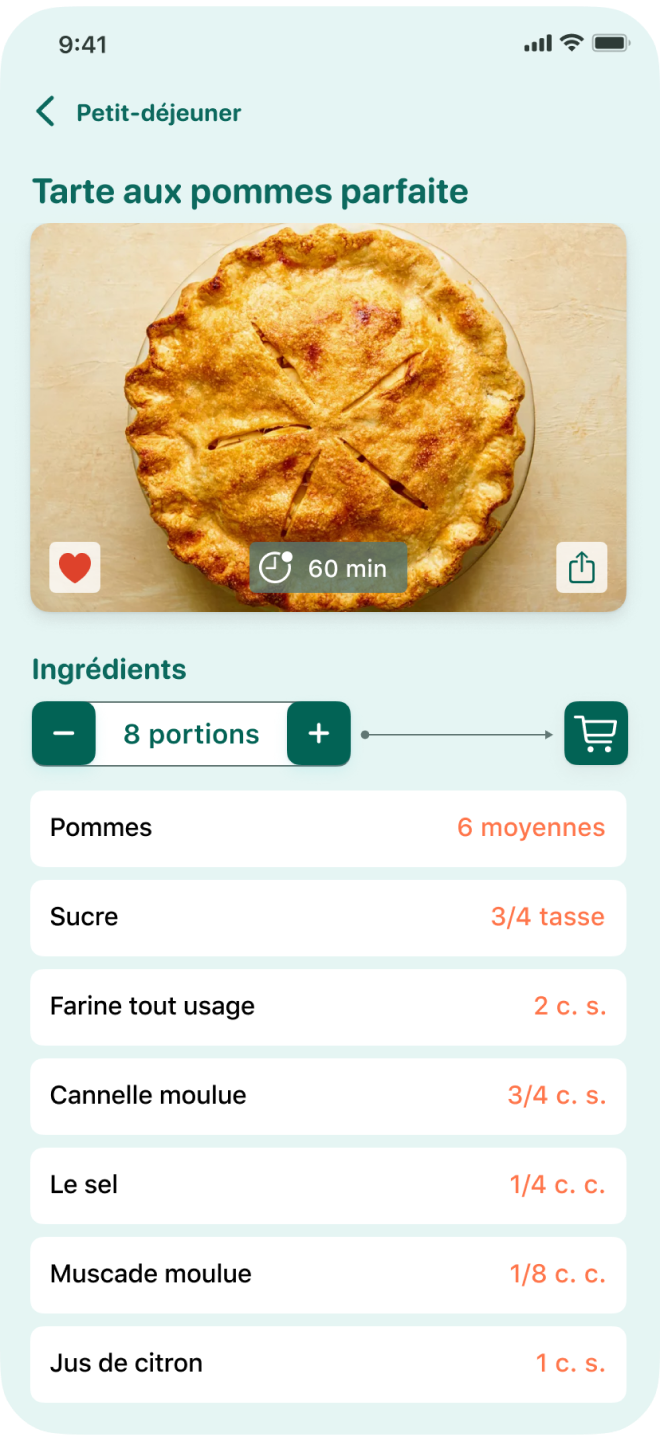 9:41
Petit-déjeuner
Tarte aux pommes parfaite
60 min
Ingrédients
− 8 portions +
Pommes 6 moyennes
Sucre 3/4 tasse
Farine tout usage 2 c. s.
Cannelle moulue 3/4 c. s.
Le sel 1/4 c. c.
Muscade moulue 1/8 c. c.
Jus de citron 1 c. s.